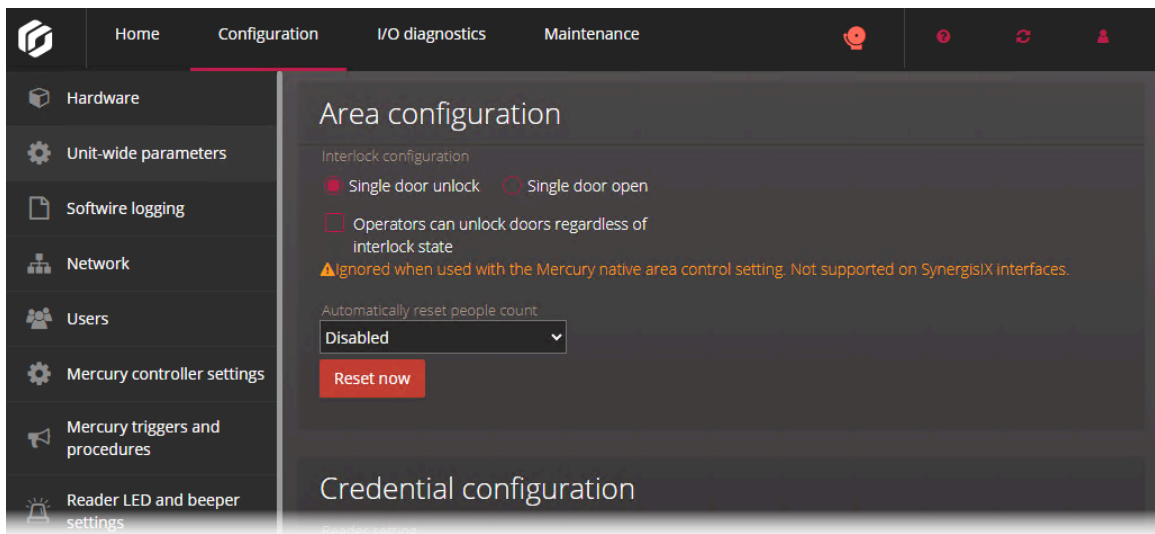 Home Configuration I/O diagnostics Maintenance
Hardware
Unit-wide parameters
Softwire logging
Network
Users
Mercury controller settings
Mercury triggers and
procedures
Reader LED and beeper
settings
Area configuration
Interlock configuration
Single door unlock Single door open
Operators can unlock doors regardless of
interlock state
Ignored when used with the Mercury native area control setting. Not supported on SynergisIX interfaces.
Automatically reset people count
Disabled
Reset now
Credential configuration
Reader setting